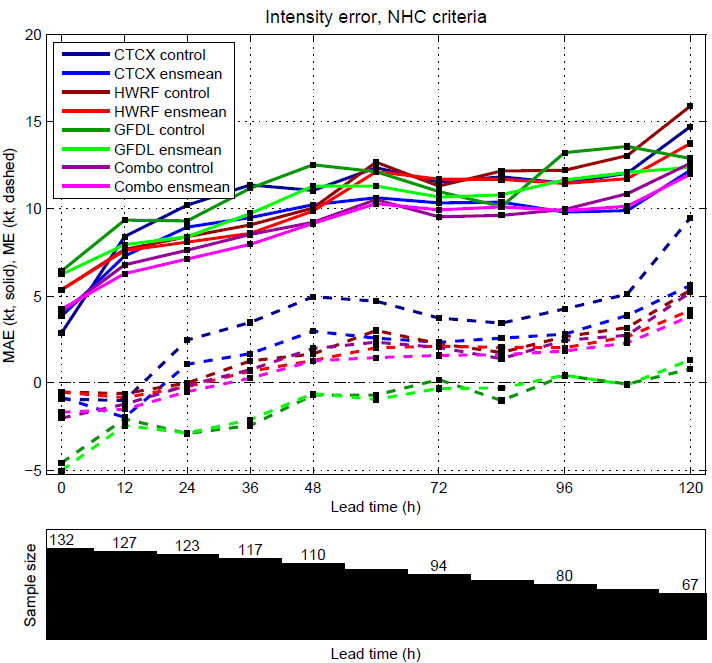 Intensity error, NHC criteria
MAE (kt, solid), ME (kt, dashed)
20
15
10
5
0
−5
CTCX control
CTCX ensmean
HWRF control
HWRF ensmean
GFDL control
GFDL ensmean
Combo control
Combo ensmean
0 12 24 36 48 72 96 120
Lead time (h)
Sample size
132 127 123 117 110 94 80 67
Lead time (h)